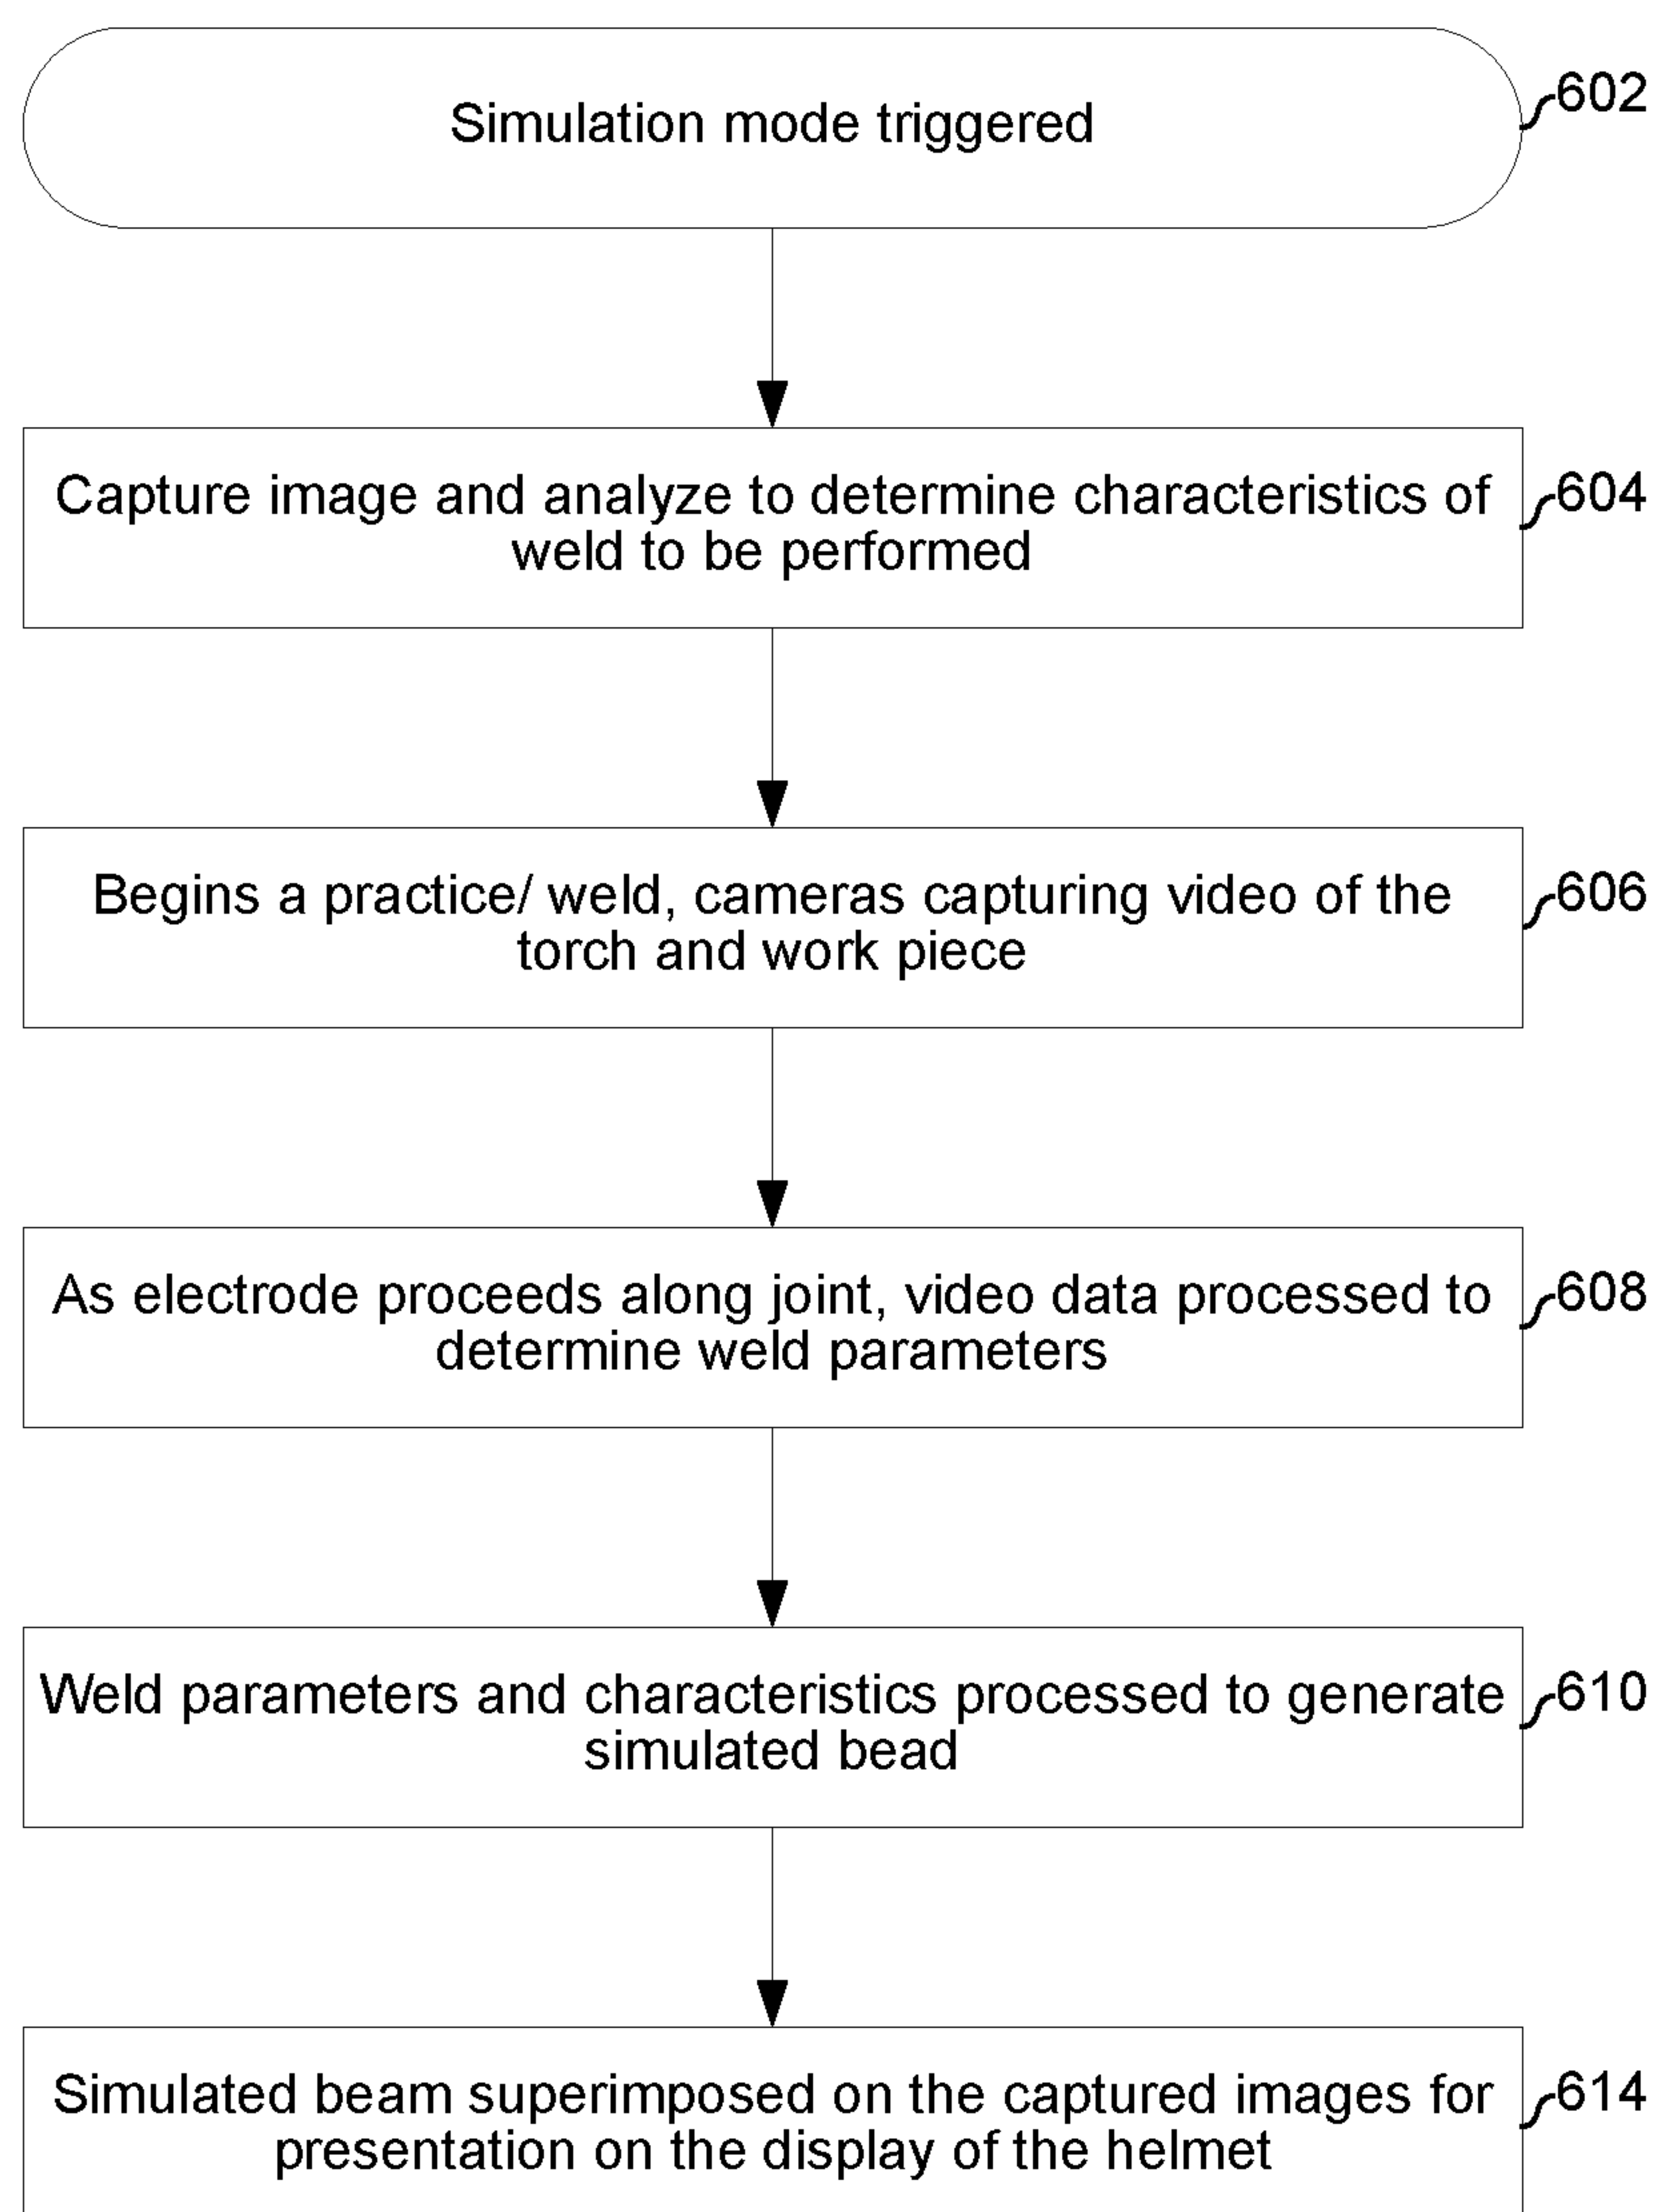 Simulation mode triggered
602
Capture image and analyze to determine characteristics of
weld to be performed
604
Begins a practice/ weld, cameras capturing video of the
torch and work piece
606
As electrode proceeds along joint, video data processed to
determine weld parameters
608
Weld parameters and characteristics processed to generate
simulated bead
610
Simulated beam superimposed on the captured images for
presentation on the display of the helmet
614